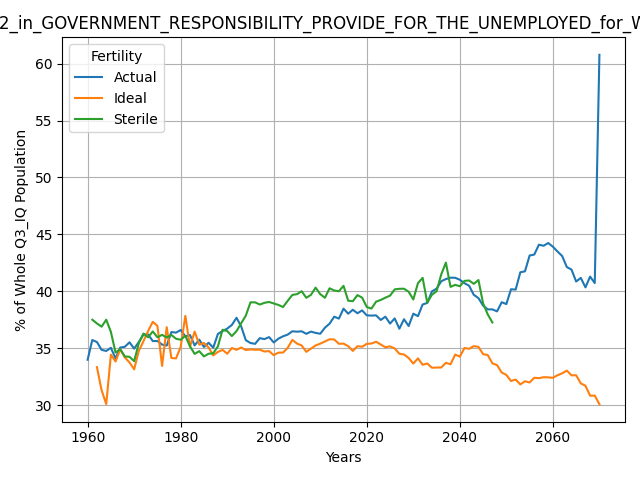 2_in_GOVERNMENT_RESPONSIBILITY_PROVIDE_FOR_THE_UNEMPLOYED_for_W
Fertility
Actual
Ideal
Sterile
% of Whole Q3_IQ Population
60
55
50
45
40
35
30
1960 1980 2000 2020 2040 2060
Years